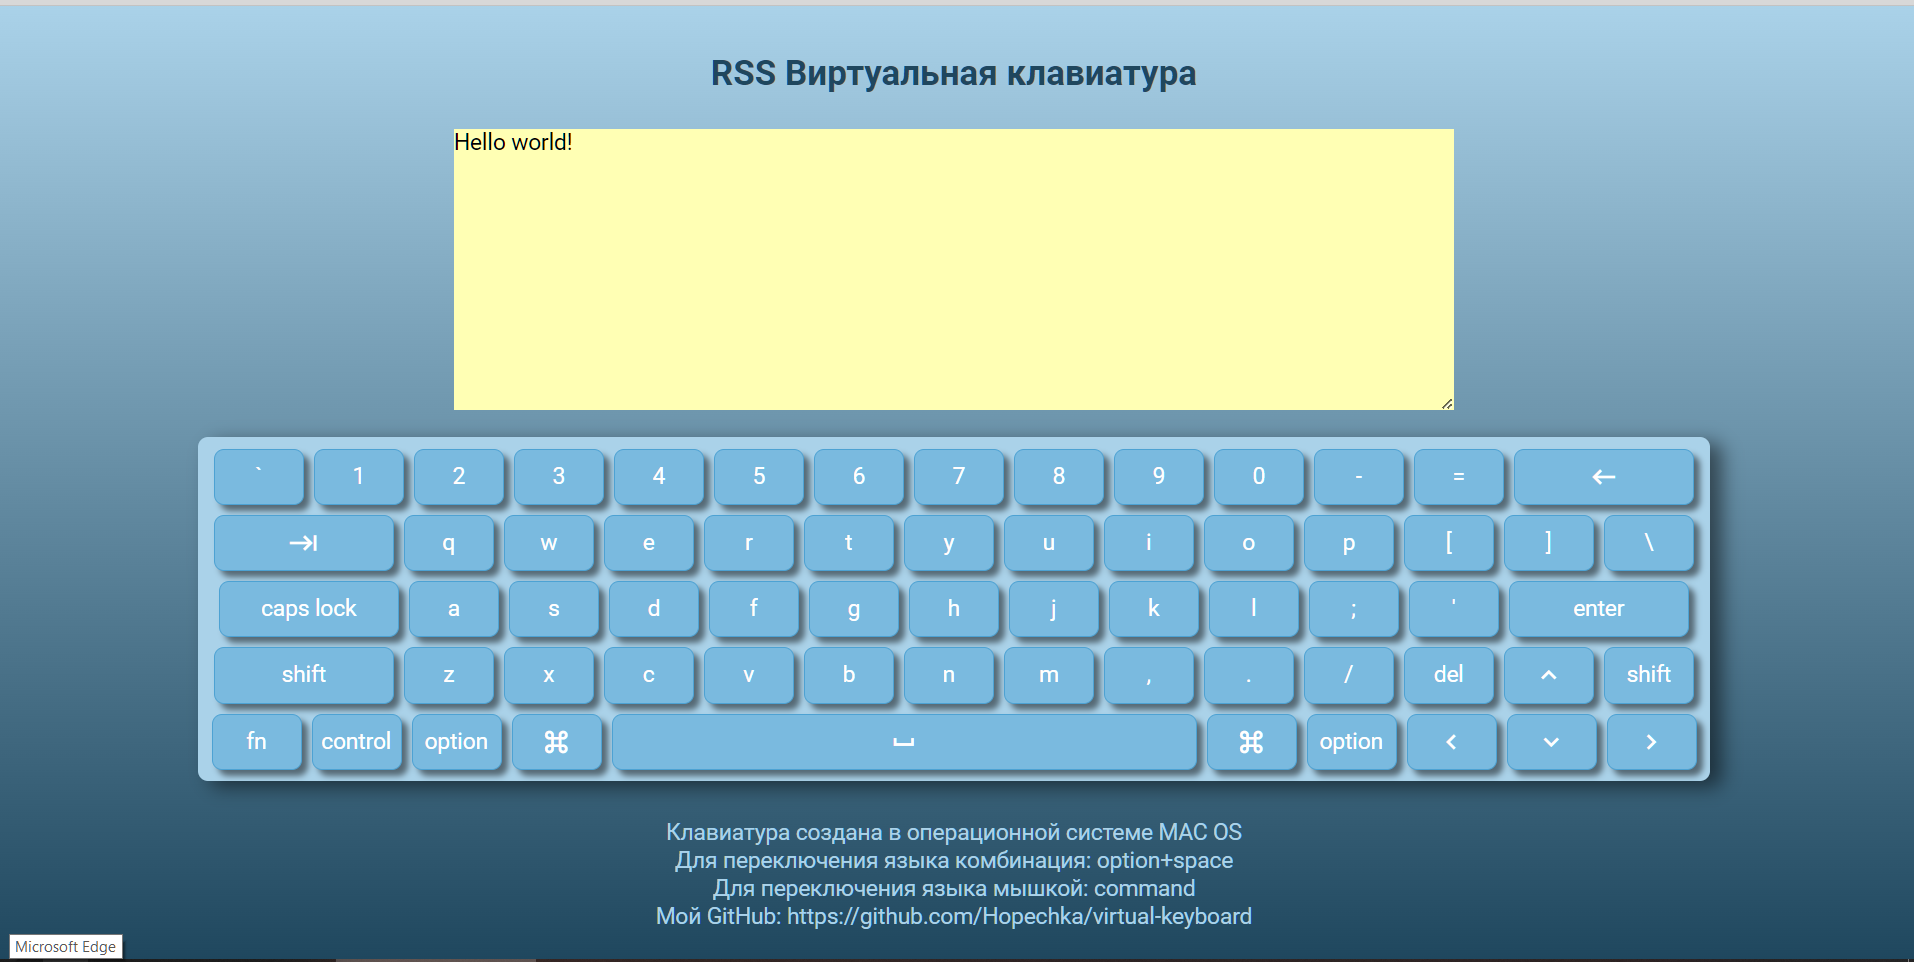 RSS Виртуальная клавиатура
Hello world!
` 1 2 3 4 5 6 7 8 9 0 - = ←
→| q w e r t y u i o p [ ] \
caps lock a s d f g h j k l ; ' enter
shift z x c v b n m , . / del ^ shift
fn control option ⌘ ⎵ ⌘ option < ⌄ >
Клавиатура создана в операционной системе MAC OS
Для переключения языка комбинация: option+space
Для переключения языка мышкой: command
Мой GitHub: https://github.com/Hopechka/virtual-keyboard
Microsoft Edge